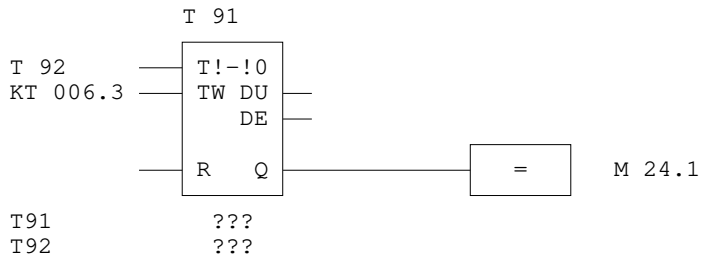 T 91
T 92 T!-!0
KT 006.3 TW DU
DE
R Q = M 24.1
T91 ???
T92 ???